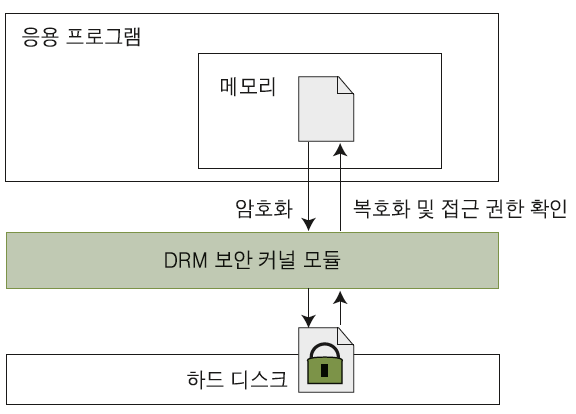 응용 프로그램
메모리
암호화
복호화 및 접근 권한 확인
DRM 보안 커널 모듈
하드 디스크